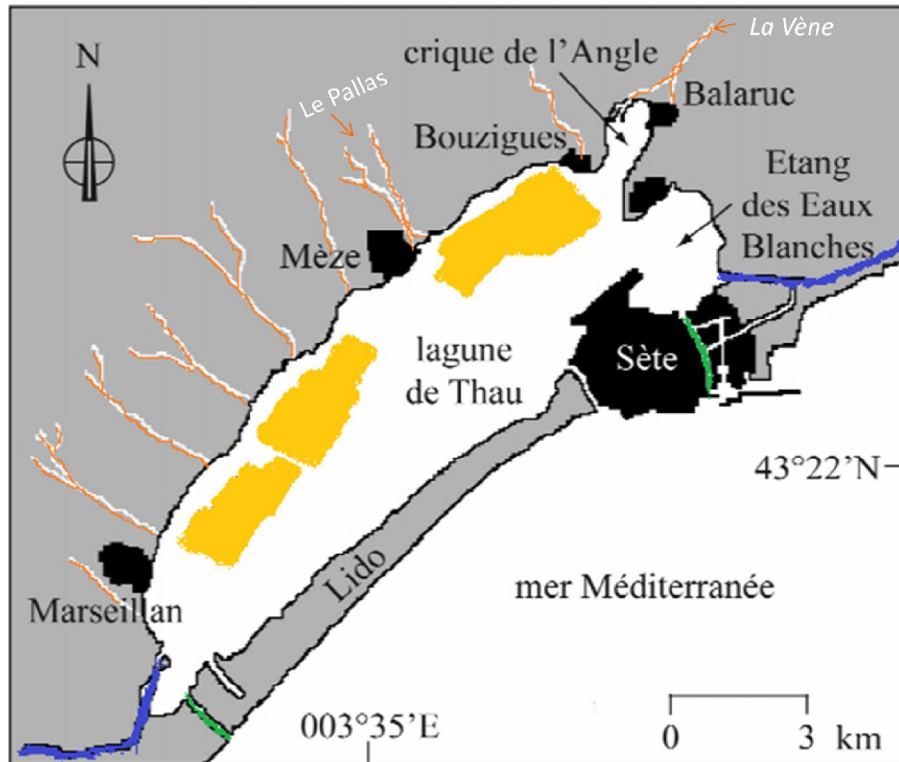 La Vène
N
crique de l'Angle
Le Pallas
Balaruc
Bouzigues
Etang
des Eaux
Blanches
Mèze
lagune
de Thau
Sète
43°22'N
Lido
mer Méditerranée
Marseillan
003°35'E
0 3 km